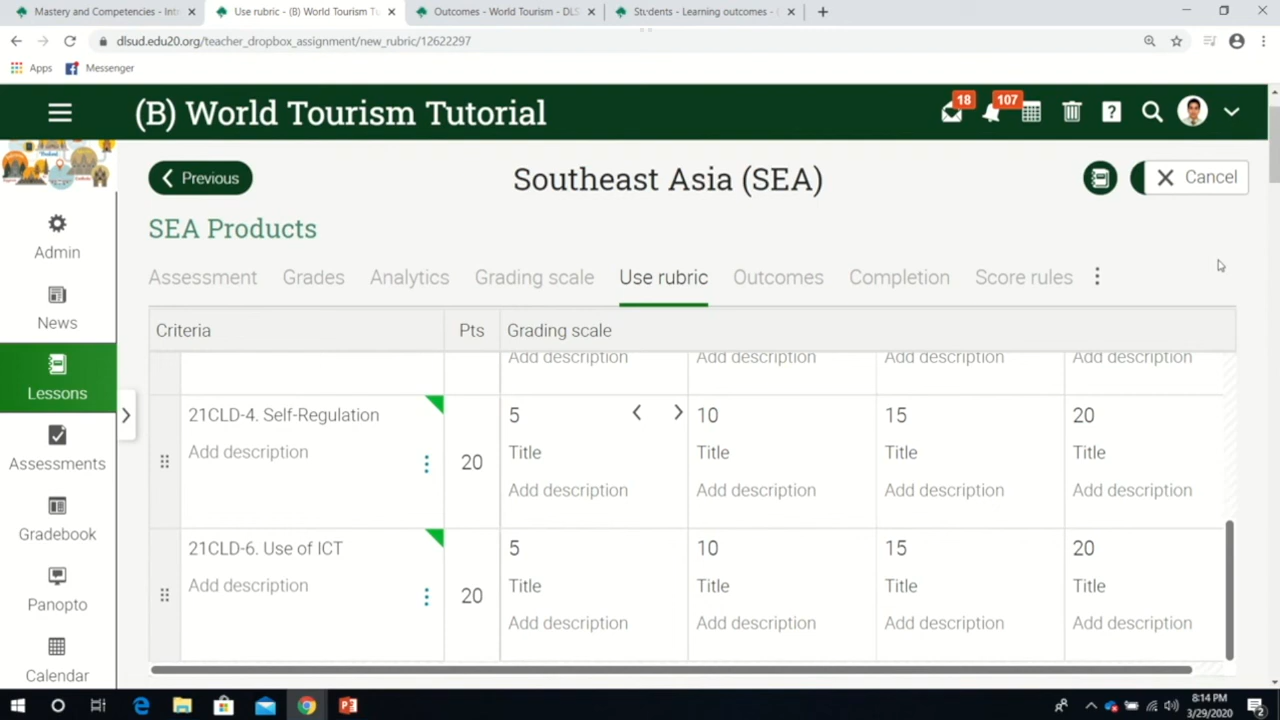 Mastery and Competencies - Int
Use rubric - (B) World Tourism Tu
Outcomes - World Tourism - DLS
Students - Learning outcomes -
dlsud.edu20.org/teacher_dropbox_assignment/new_rubric/12622297
Apps
Messenger
(B) World Tourism Tutorial
18
107
Previous
Southeast Asia (SEA)
Cancel
SEA Products
Admin
News
Lessons
Assessments
Gradebook
Panopto
Calendar
Assessment Grades Analytics Grading scale Use rubric Outcomes Completion Score rules
Criteria Pts Grading scale
Add description Add description Add description Add description
21CLD-4. Self-Regulation 5 10 15 20
Add description Title Title Title Title
20
Add description Add description Add description Add description
21CLD-6. Use of ICT 5 10 15 20
Add description Title Title Title Title
20
Add description Add description Add description Add description
8:14 PM
3/29/2020
2